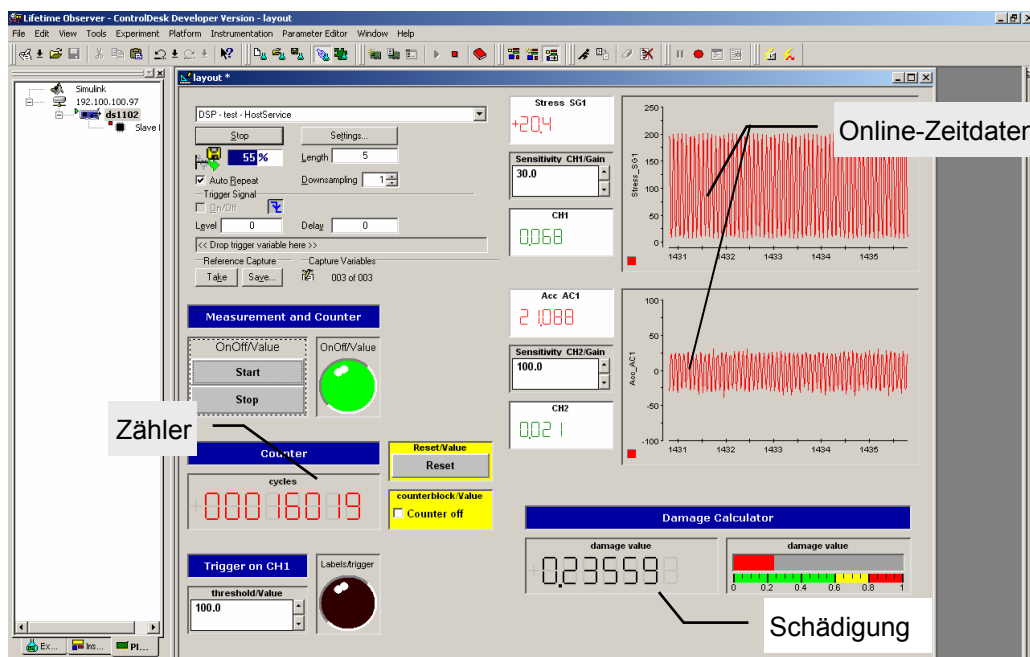 Lifetime Observer - ControlDesk Developer Version - layout
File Edit View Tools Experiment Platform Instrumentation Parameter Editor Window Help
Simulink
192.100.100.97
ds1102
Slave
layout *
DSP - test - HostService
Stop
Settings...
55 %
Length 5
Auto Repeat
Downsampling 1
Trigger Signal
On/Off
Level 0
Delay 0
<< Drop trigger variable here >>
Reference Capture
Capture Variables
Take
Save...
003 of 003
Stress SG1
+20.4
Sensitivity CH1/Gain
30.0
CH1
0.068
Stress_SG1
250
200
150
100
50
0
1431 1432 1433 1434 1435
Online-Zeitdaten
Acc AC1
21.088
Sensitivity CH2/Gain
100.0
CH2
0.021
Acc_AC1
100
50
0
-50
-100
1431 1432 1433 1434 1435
Measurement and Counter
OnOff/Value
Start
Stop
OnOff/Value
Zähler
Counter
cycles
+00016019
Reset/Value
Reset
counterblock/Value
Counter off
Trigger on CH1
threshold/Value
100.0
Labels/trigger
Damage Calculator
damage value
+0.23559
damage value
0 0.2 0.4 0.6 0.8 1
Schädigung
Ex...
Ins...
Pl...